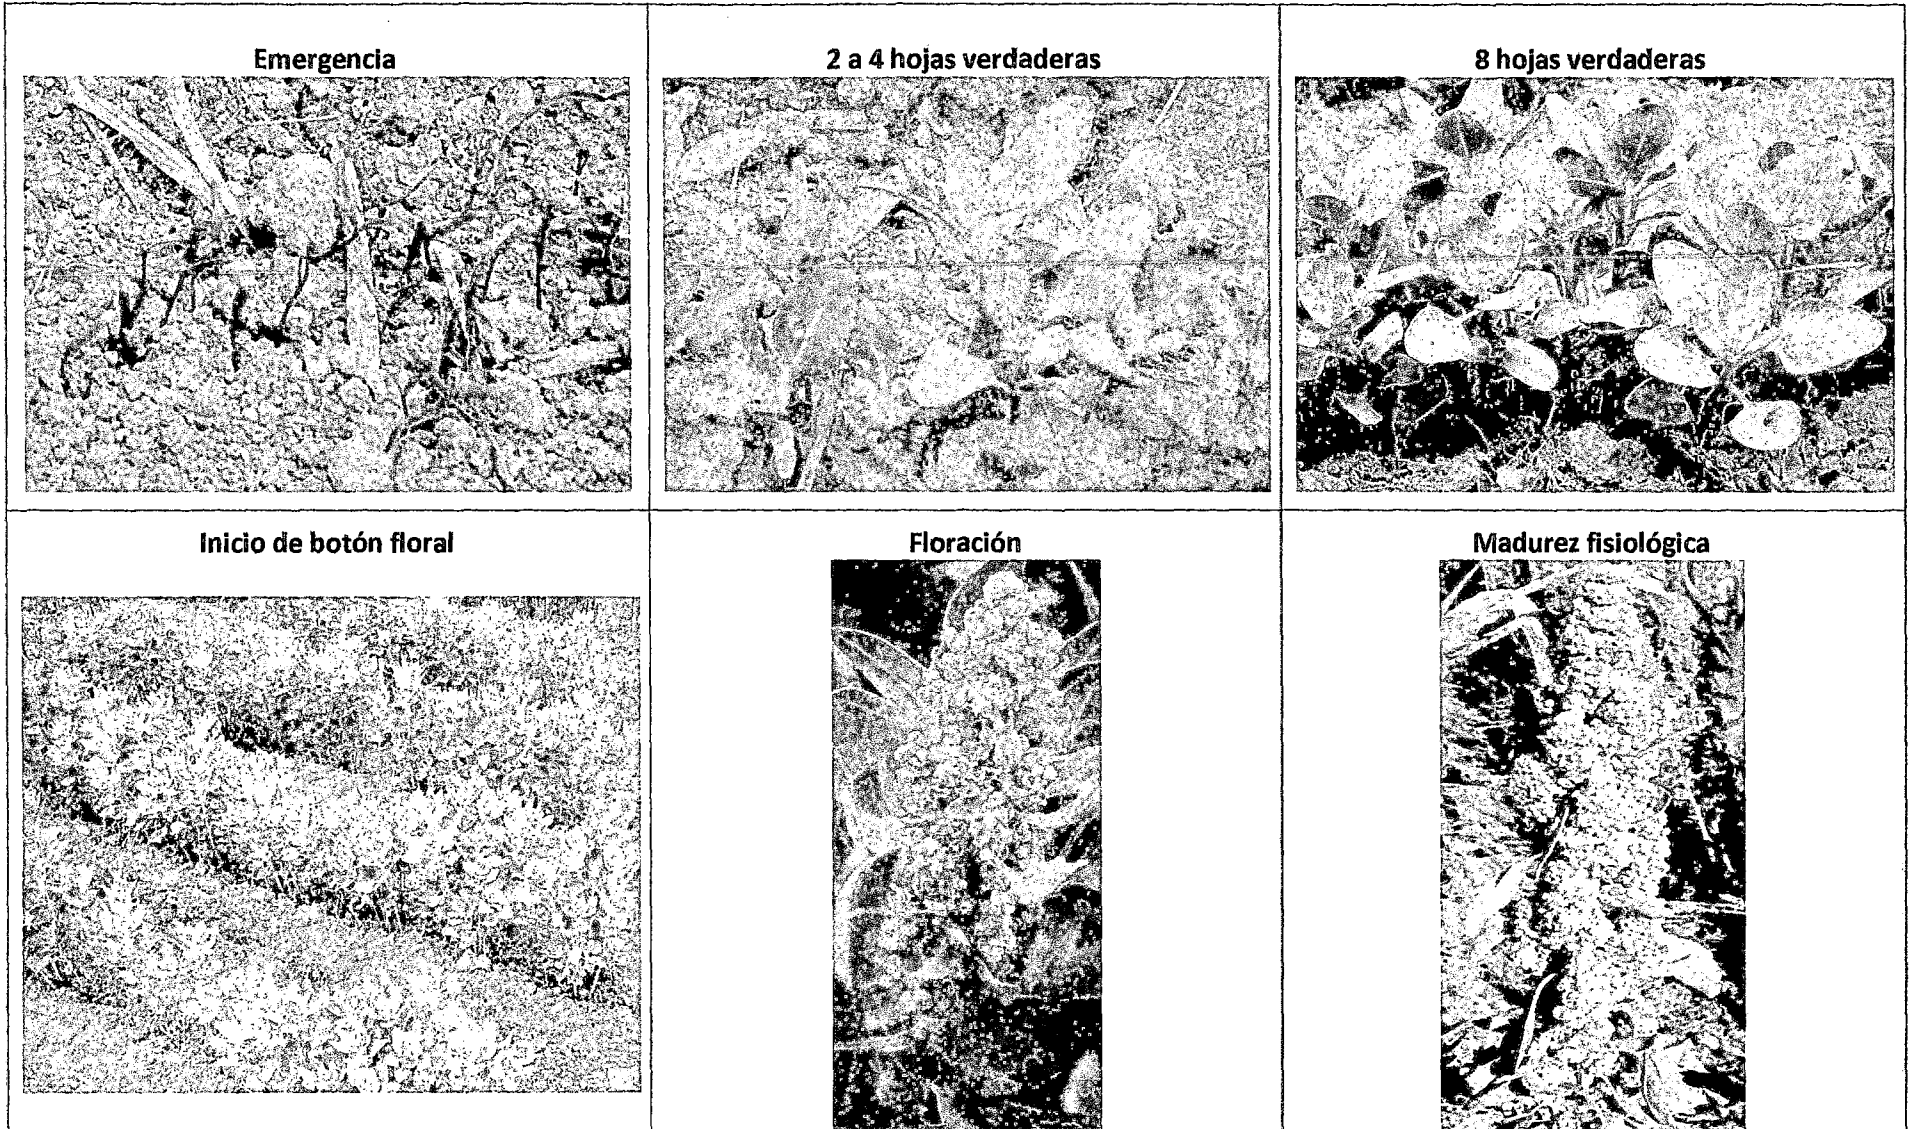 Emergencia
2 a 4 hojas verdaderas
8 hojas verdaderas
Inicio de botón floral
Floración
Madurez fisiológica